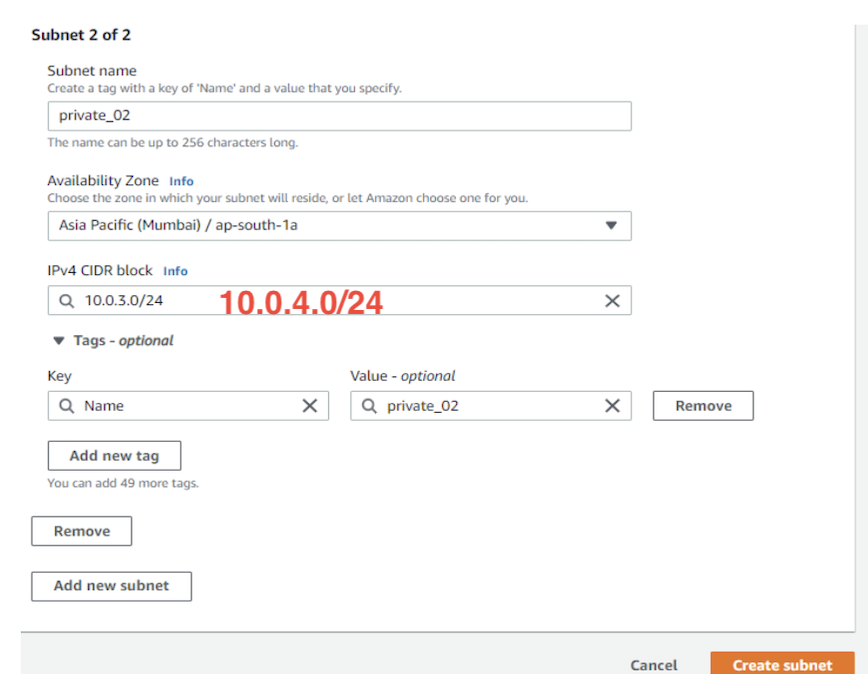 Subnet 2 of 2
Subnet name
Create a tag with a key of 'Name' and a value that you specify.
private_02
The name can be up to 256 characters long.
Availability Zone Info
Choose the zone in which your subnet will reside, or let Amazon choose one for you.
Asia Pacific (Mumbai) / ap-south-1a
IPv4 CIDR block Info
10.0.3.0/24 10.0.4.0/24
Tags - optional
Key Value - optional
Name private_02 Remove
Add new tag
You can add 49 more tags.
Remove
Add new subnet
Cancel Create subnet